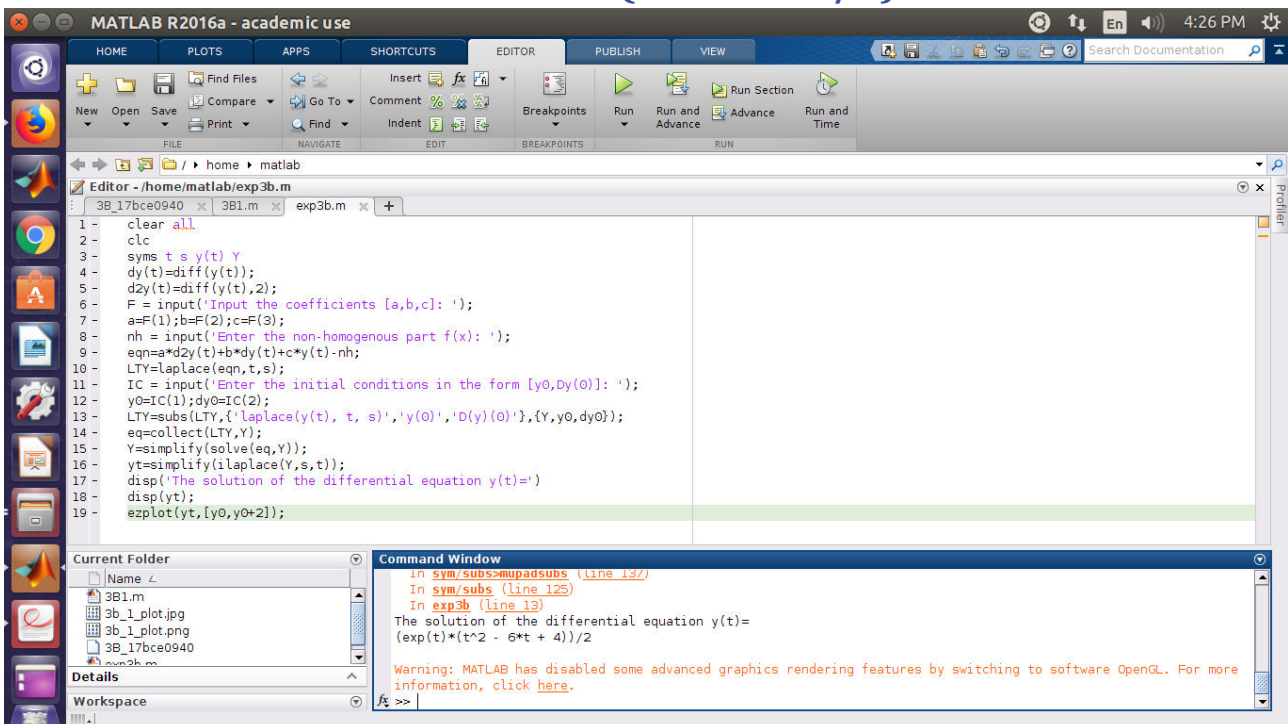 MATLAB R2016a - academic use
En
4:26 PM
HOME PLOTS APPS SHORTCUTS EDITOR PUBLISH VIEW
Search Documentation
New Open Save Find Files Compare Print
Go To Find
Insert fx
Comment
Indent
Breakpoints
Run
Run and Advance
Run Section
Advance
Run and Time
FILE NAVIGATE EDIT BREAKPOINTS RUN
/ home matlab
Editor - /home/matlab/exp3b.m
Profiler
3B_17bce0940 3B1.m exp3b.m +
1 - clear all
2 - clc
3 - syms t s y(t) Y
4 - dy(t)=diff(y(t));
5 - d2y(t)=diff(y(t),2);
6 - F = input('Input the coefficients [a,b,c]: ');
7 - a=F(1);b=F(2);c=F(3);
8 - nh = input('Enter the non-homogenous part f(x): ');
9 - eqn=a*d2y(t)+b*dy(t)+c*y(t)-nh;
10 - LTY=laplace(eqn,t,s);
11 - IC = input('Enter the initial conditions in the form [y0,Dy(0)]: ');
12 - y0=IC(1);dy0=IC(2);
13 - LTY=subs(LTY,{'laplace(y(t), t, s)','y(0)','D(y)(0)'},{Y,y0,dy0});
14 - eq=collect(LTY,Y);
15 - Y=simplify(solve(eq,Y));
16 - yt=simplify(ilaplace(Y,s,t));
17 - disp('The solution of the differential equation y(t)=')
18 - disp(yt);
19 - ezplot(yt,[y0,y0+2]);
Current Folder
Name
3B1.m
3b_1_plot.jpg
3b_1_plot.png
3B_17bce0940
exp3b.m
Details
Workspace
Command Window
In sym/subs>mupadsubs (line 137)
In sym/subs (line 125)
In exp3b (line 13)
The solution of the differential equation y(t)=
(exp(t)*(t^2 - 6*t + 4))/2
Warning: MATLAB has disabled some advanced graphics rendering features by switching to software OpenGL. For more
information, click here.
fx >>